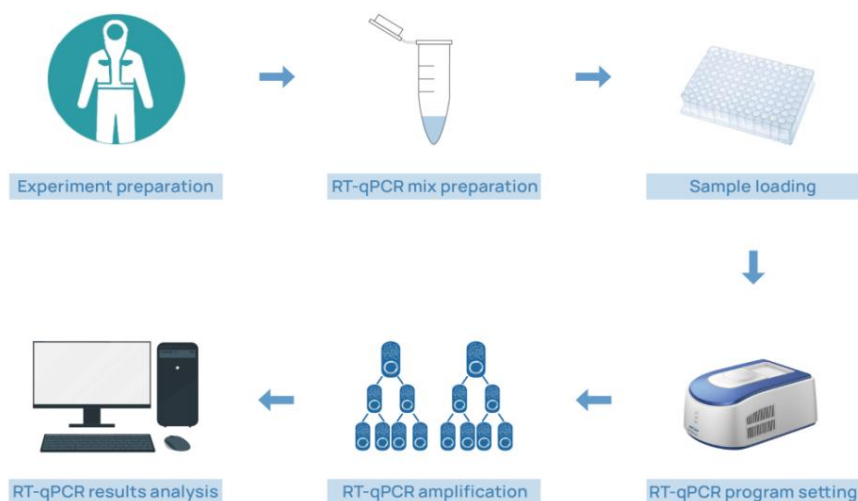 Experiment preparation
RT-qPCR mix preparation
Sample loading
RT-qPCR results analysis
RT-qPCR amplification
RT-qPCR program setting